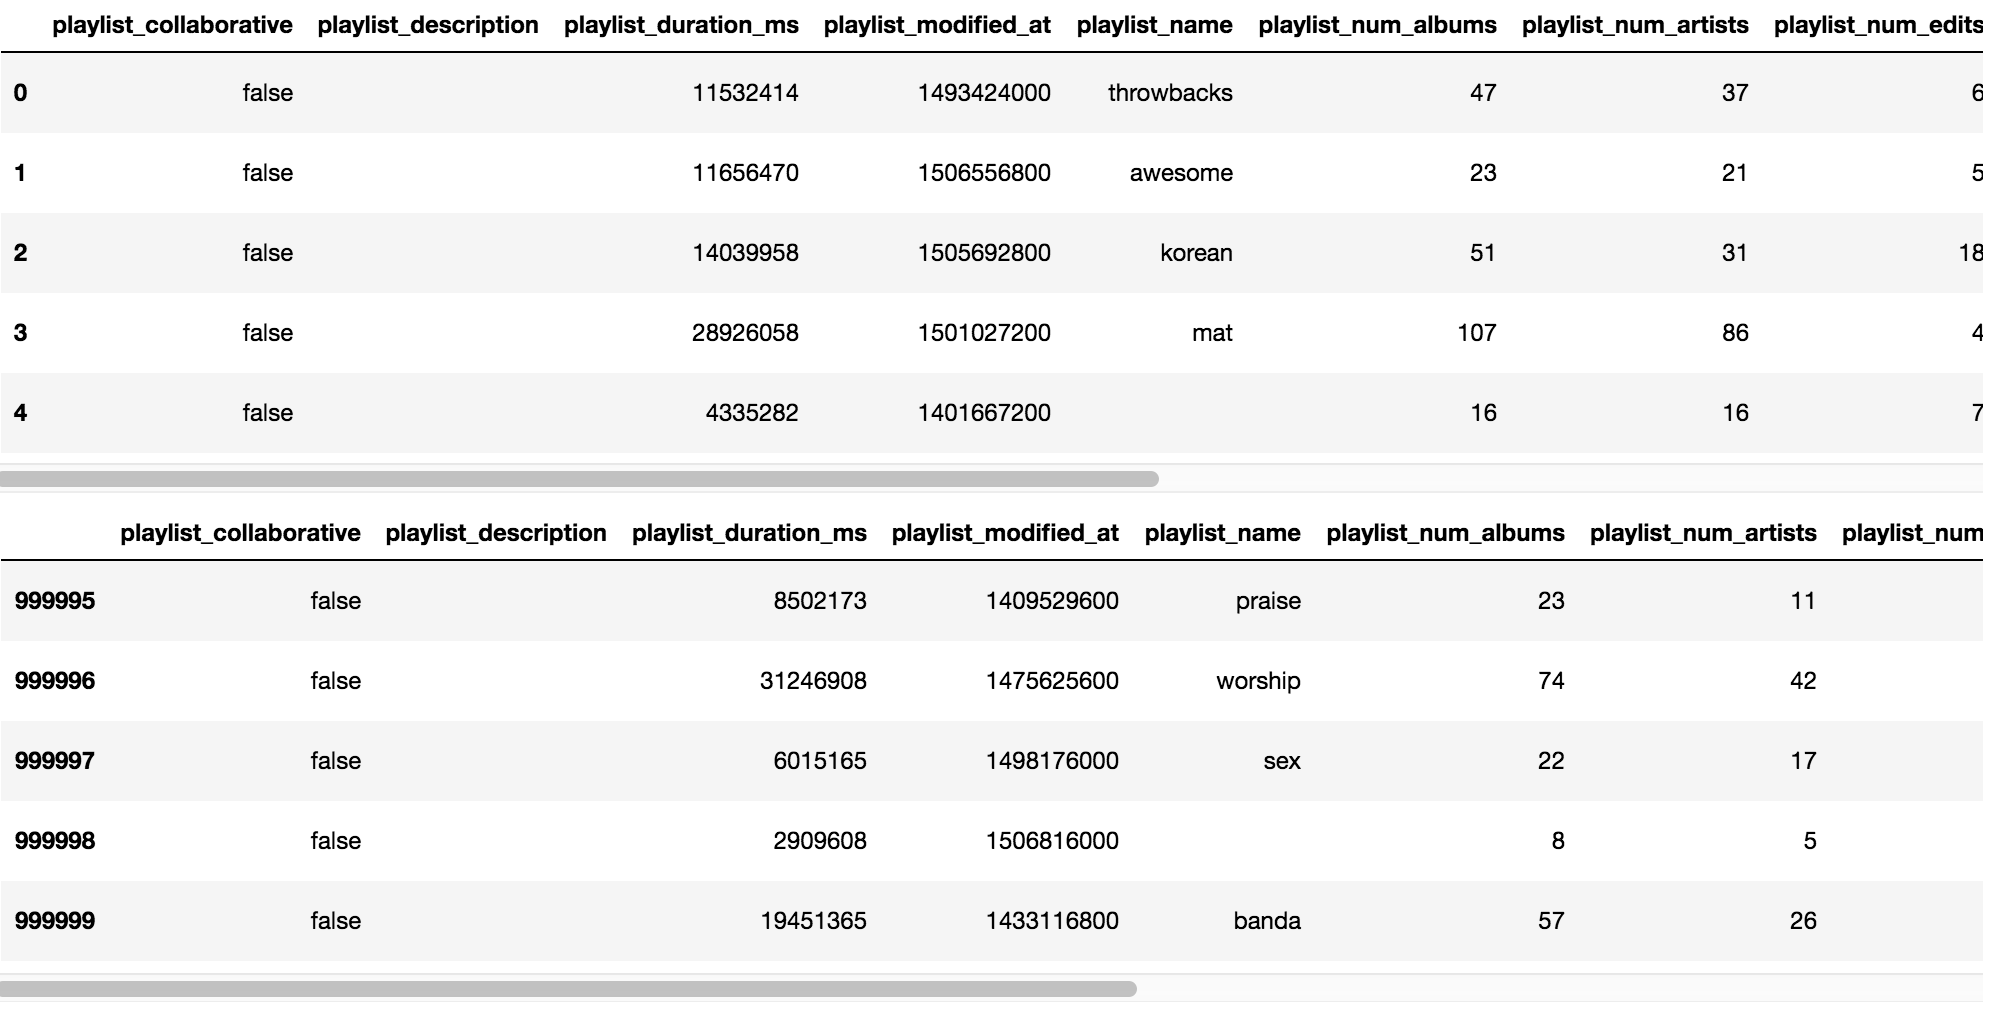 playlist_collaborative playlist_description playlist_duration_ms playlist_modified_at playlist_name playlist_num_albums playlist_num_artists playlist_num_edits
0 false 11532414 1493424000 throwbacks 47 37 6
1 false 11656470 1506556800 awesome 23 21 5
2 false 14039958 1505692800 korean 51 31 18
3 false 28926058 1501027200 mat 107 86 4
4 false 4335282 1401667200 16 16 7
playlist_collaborative playlist_description playlist_duration_ms playlist_modified_at playlist_name playlist_num_albums playlist_num_artists playlist_num
999995 false 8502173 1409529600 praise 23 11
999996 false 31246908 1475625600 worship 74 42
999997 false 6015165 1498176000 sex 22 17
999998 false 2909608 1506816000 8 5
999999 false 19451365 1433116800 banda 57 26